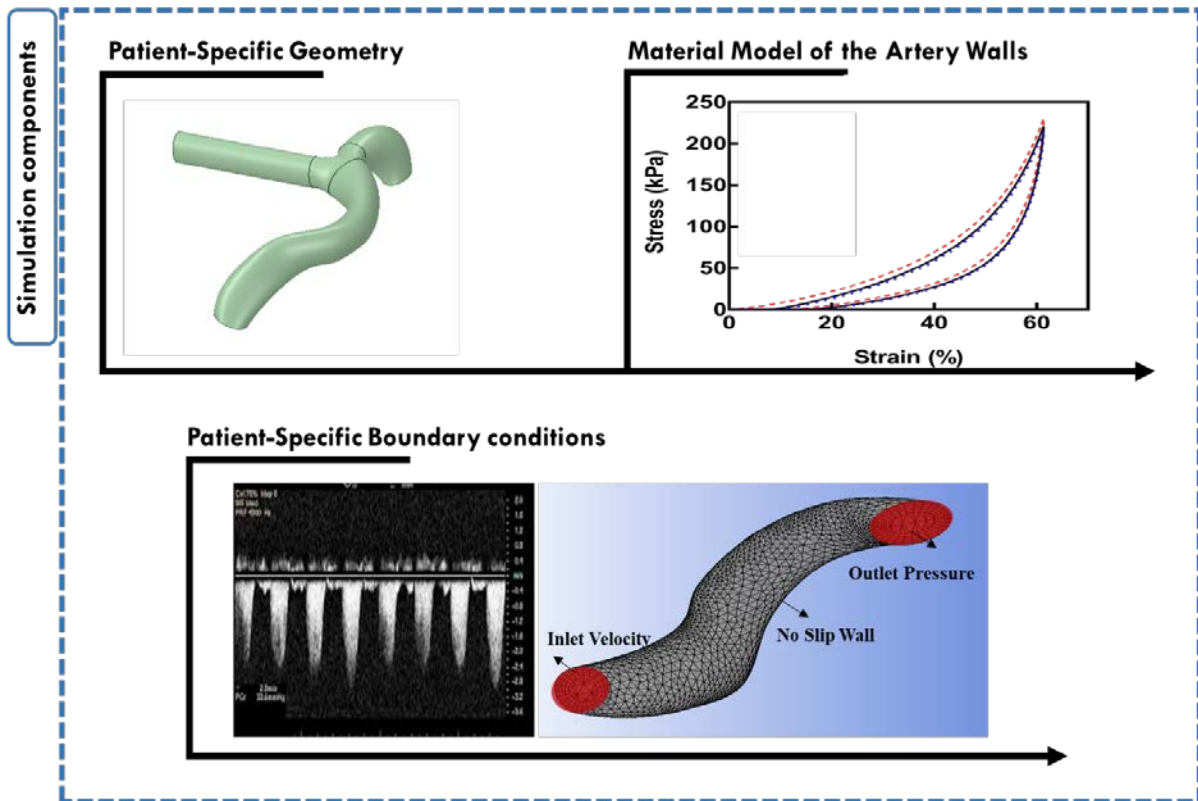 Simulation components
Patient-Specific Geometry
Material Model of the Artery Walls
250
200
150
100
50
0
Stress (kPa)
0 20 40 60
Strain (%)
Patient-Specific Boundary conditions
Inlet Velocity
No Slip Wall
Outlet Pressure